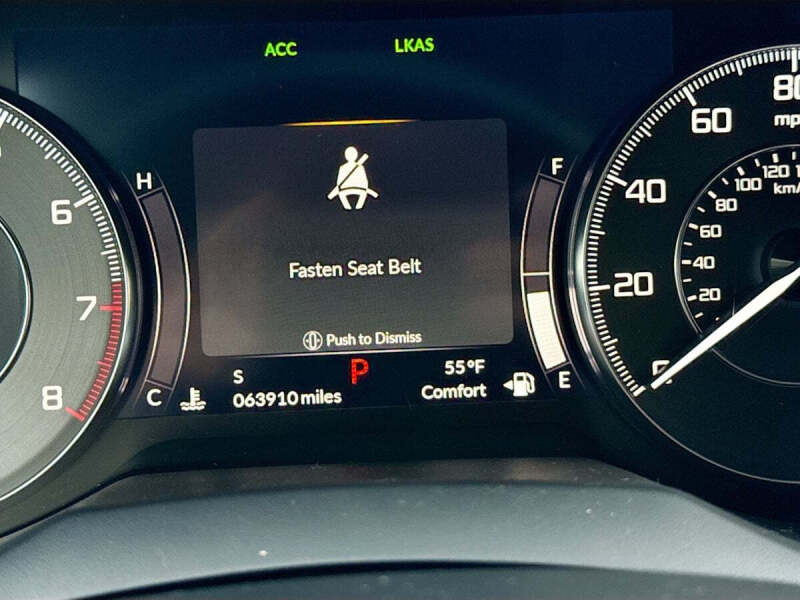 ACC
LKAS
H
C
6
7
8
Fasten Seat Belt
Push to Dismiss
S
063910 miles
P
55°F
Comfort
F
E
80
60
40
20
120
100
80
60
40
20